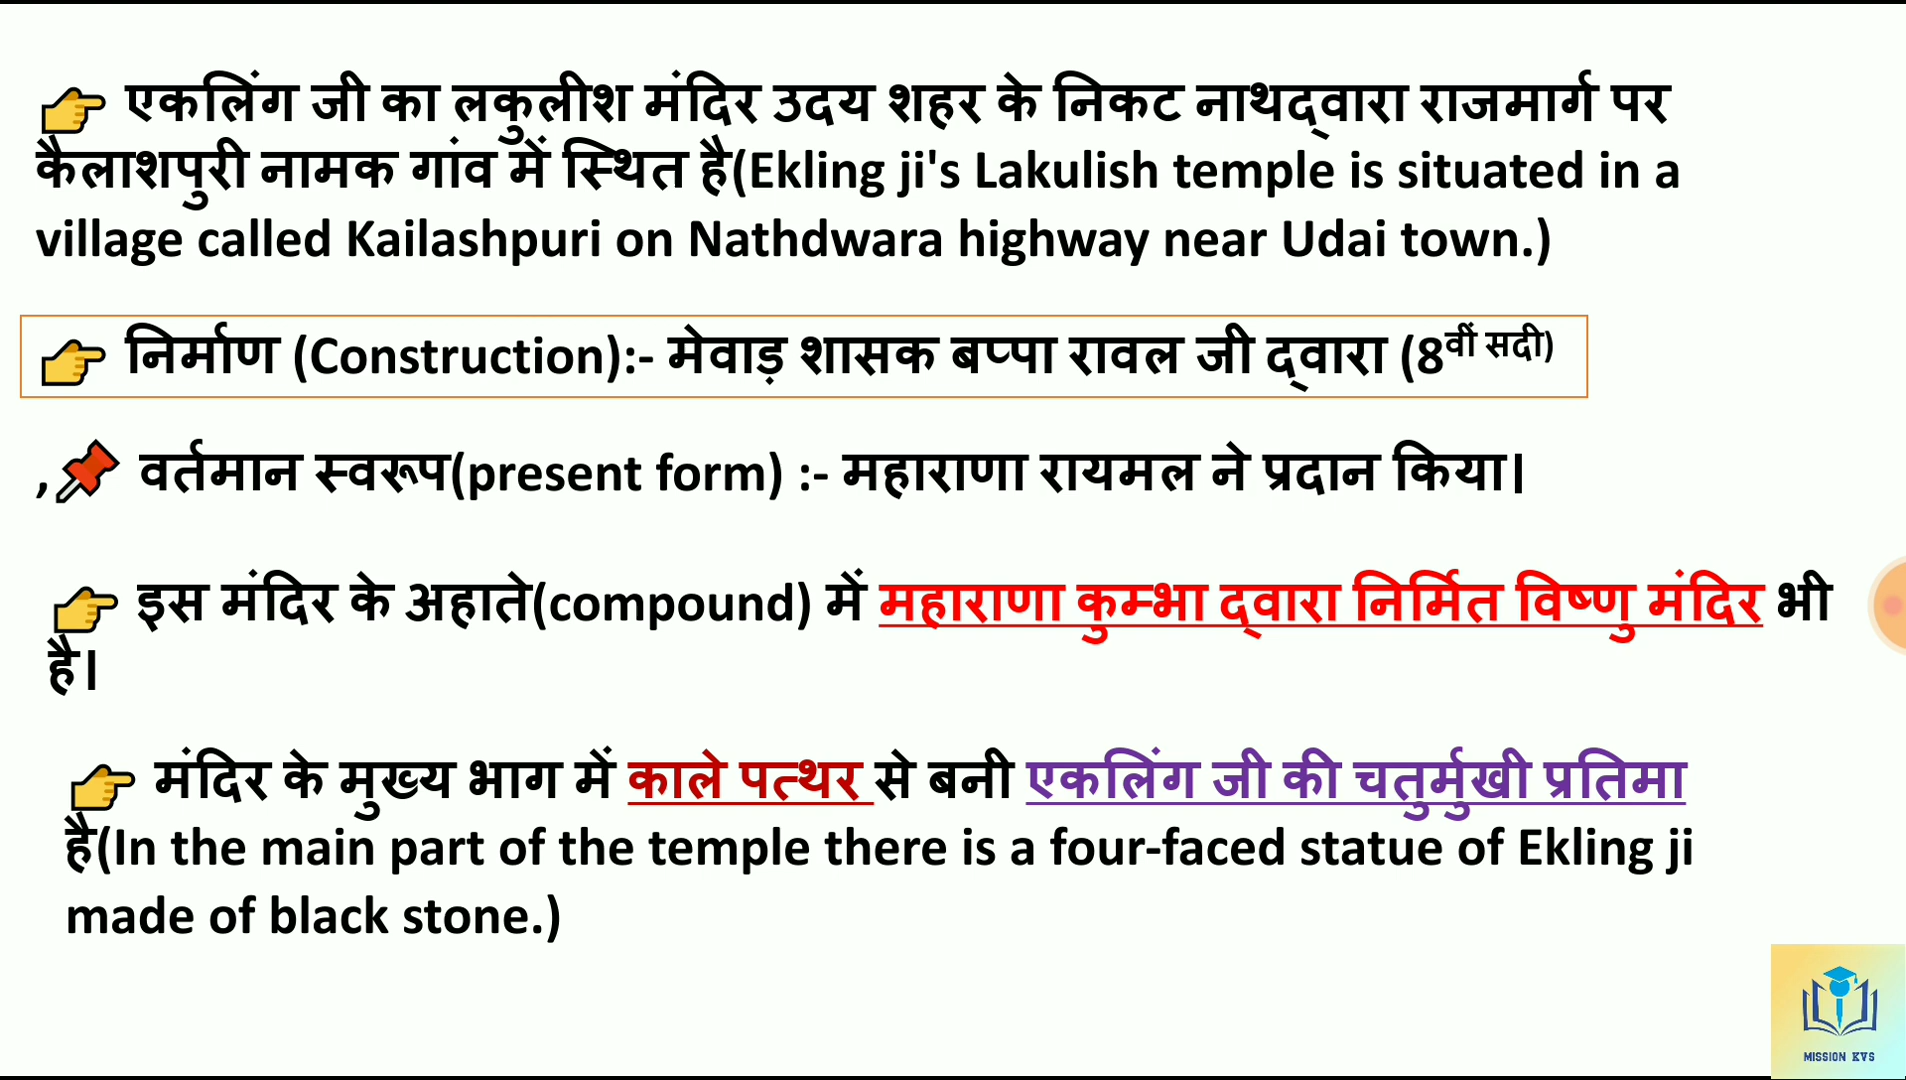 👉 एकलिंग जी का लकुलीश मंदिर उदय शहर के निकट नाथद्वारा राजमार्ग पर
कैलाशपुरी नामक गांव में स्थित है(Ekling ji's Lakulish temple is situated in a
village called Kailashpuri on Nathdwara highway near Udai town.)
👉 निर्माण (Construction):- मेवाड़ शासक बप्पा रावल जी द्वारा (8वीं सदी)
,📌 वर्तमान स्वरूप(present form) :- महाराणा रायमल ने प्रदान किया।
👉 इस मंदिर के अहाते(compound) में महाराणा कुम्भा द्वारा निर्मित विष्णु मंदिर भी
है।
👉 मंदिर के मुख्य भाग में काले पत्थर से बनी एकलिंग जी की चतुर्मुखी प्रतिमा
है(In the main part of the temple there is a four-faced statue of Ekling ji
made of black stone.)
MISSION KVS